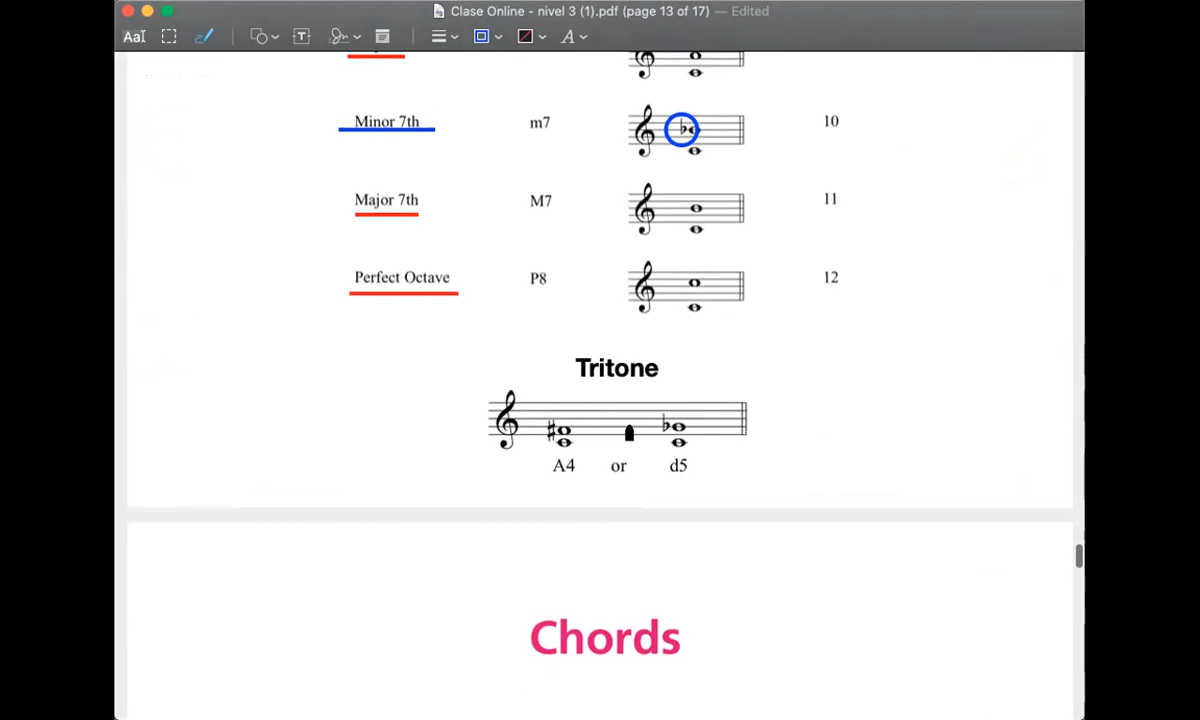 Clase Online - nivel 3 (1).pdf (page 13 of 17) — Edited
AaI T A
Minor 7th m7 10
Major 7th M7 11
Perfect Octave P8 12
Tritone
A4 or d5
Chords